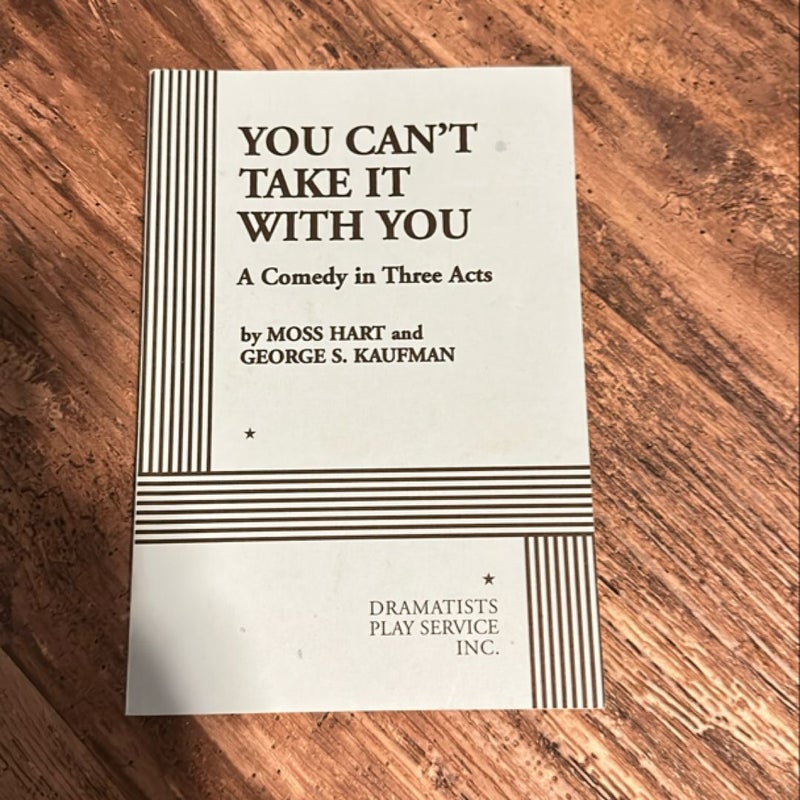 YOU CAN’T
TAKE IT
WITH YOU
A Comedy in Three Acts
by MOSS HART and
GEORGE S. KAUFMAN
DRAMATISTS
PLAY SERVICE
INC.